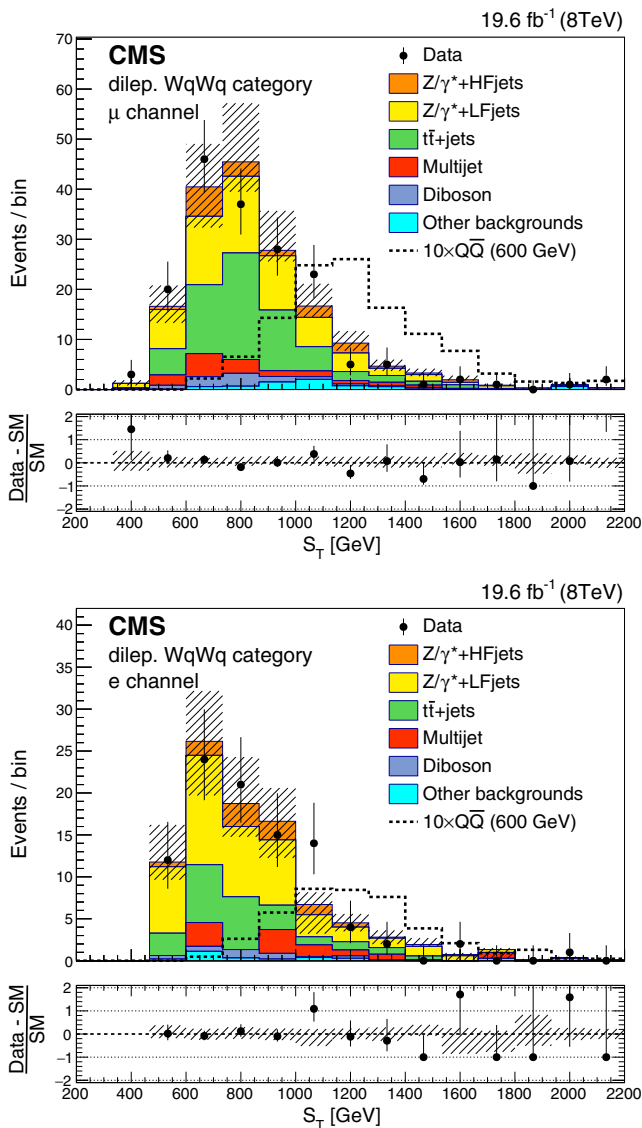 19.6 fb⁻¹ (8TeV)
CMS
dilep. WqWq category
μ channel
Data
Z/γ*+HFjets
Z/γ*+LFjets
tt̅+jets
Multijet
Diboson
Other backgrounds
10×QQ̅ (600 GeV)
Events / bin
70
60
50
40
30
20
10
0
Data - SM
SM
2
1
0
−1
−2
200 400 600 800 1000 1200 1400 1600 1800 2000 2200
S_T [GeV]
19.6 fb⁻¹ (8TeV)
CMS
dilep. WqWq category
e channel
Data
Z/γ*+HFjets
Z/γ*+LFjets
tt̅+jets
Multijet
Diboson
Other backgrounds
10×QQ̅ (600 GeV)
Events / bin
40
35
30
25
20
15
10
5
0
Data - SM
SM
2
1
0
−1
−2
200 400 600 800 1000 1200 1400 1600 1800 2000 2200
S_T [GeV]